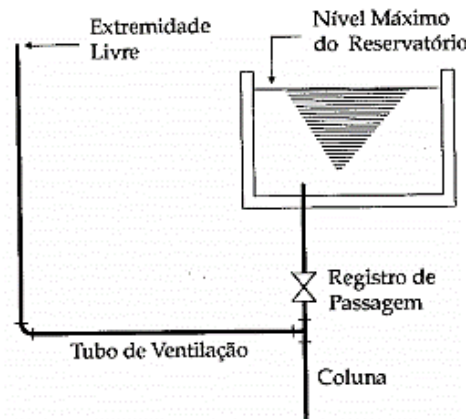 Extremidade
Livre
Nível Máximo
do Reservatório
Registro de
Passagem
Tubo de Ventilação
Coluna